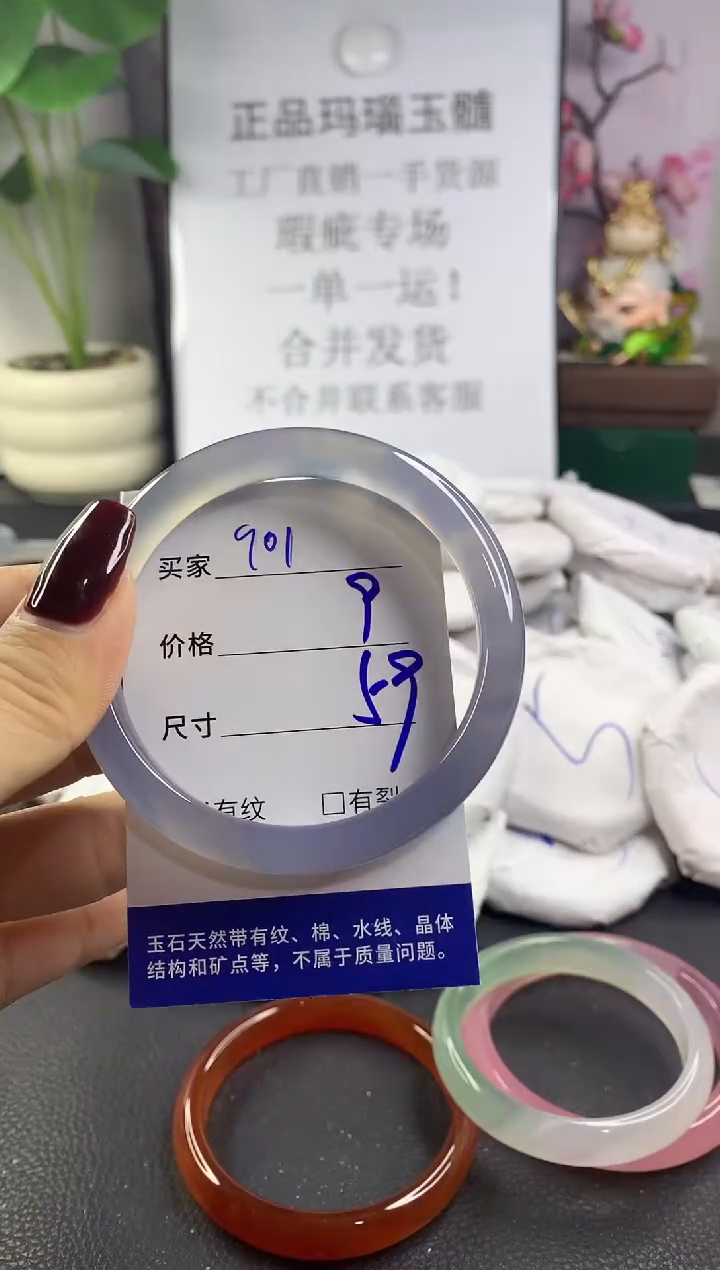 正品玛瑙玉髓
工厂直销一手货源
瑕疵专场
一单一运!
合并发货
不合并联系客服
买家 901
价格 9
尺寸 59
有纹 □有裂
玉石天然带有纹、棉、水线、晶体
结构和矿点等，不属于质量问题。
5